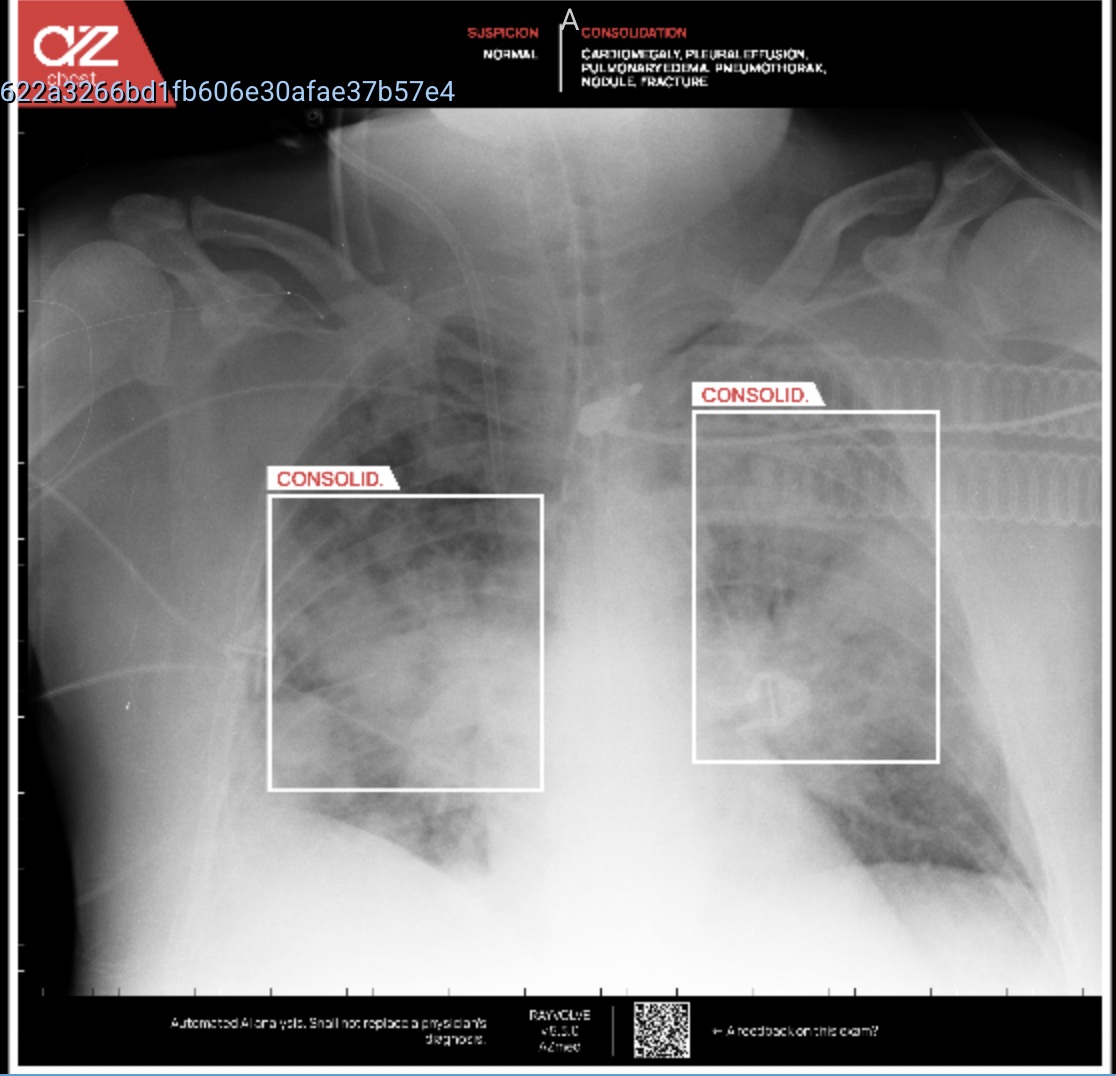 A
az
SUSPICION
CONSOLIDATION
chest
NORMAL
CARDIOMEGALY, PLEURAL EFFUSION,
PULMONARY EDEMA, PNEUMOTHORAX,
NODULE, FRACTURE
622a3266bd1fb606e30afae37b57e4
CONSOLID.
CONSOLID.
Automated AI analysis. Shall not replace a physician's
diagnosis.
RAYVOLVE
AZmed
← A feedback on this exam?